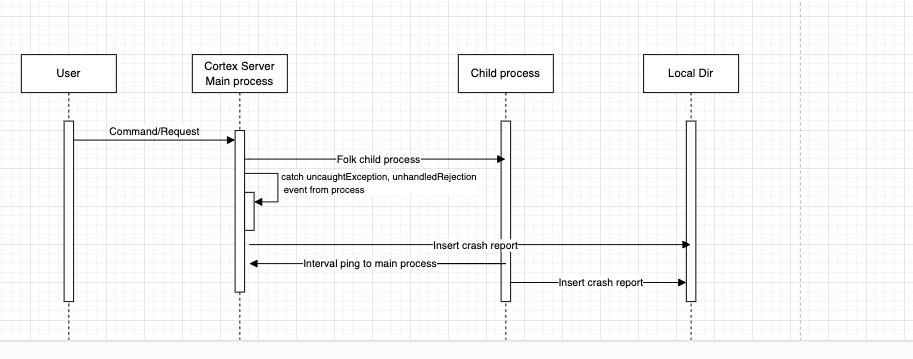 User
Cortex Server
Main process
Child process
Local Dir
Command/Request
Folk child process
catch uncaughtException, unhandledRejection
event from process
Insert crash report
Interval ping to main process
Insert crash report